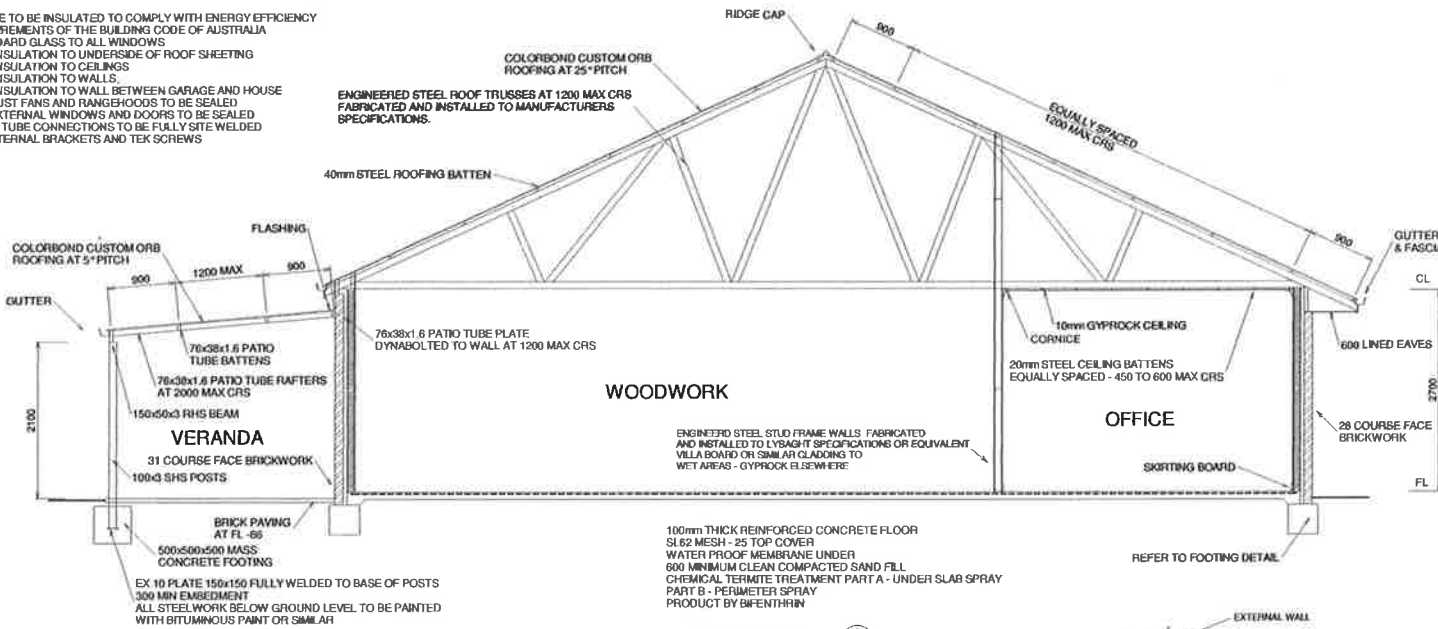 E TO BE INSULATED TO COMPLY WITH ENERGY EFFICIENCY
REMENTS OF THE BUILDING CODE OF AUSTRALIA
DARD GLASS TO ALL WINDOWS
NSULATION TO UNDERSIDE OF ROOF SHEETING
NSULATION TO CEILINGS
NSULATION TO WALLS.
NSULATION TO WALL BETWEEN GARAGE AND HOUSE
UST FANS AND RANGEHOODS TO BE SEALED
XTERNAL WINDOWS AND DOORS TO BE SEALED
TUBE CONNECTIONS TO BE FULLY SITE WELDED
TERNAL BRACKETS AND TEK SCREWS
RIDGE CAP
900
COLORBOND CUSTOM ORB
ROOFING AT 25° PITCH
ENGINEERED STEEL ROOF TRUSSES AT 1200 MAX CRS
FABRICATED AND INSTALLED TO MANUFACTURERS
SPECIFICATIONS.
EQUALLY SPACED
1200 MAX CRS
40mm STEEL ROOFING BATTEN
900
GUTTER
& FASCI
FLASHING
COLORBOND CUSTOM ORB
ROOFING AT 5° PITCH
900
1200 MAX
900
GUTTER
CL
76x38x1.6 PATIO TUBE PLATE
DYNABOLTED TO WALL AT 1200 MAX CRS
10mm GYPROCK CEILING
CORNICE
600 LINED EAVES
76x38x1.6 PATIO
TUBE BATTENS
76x38x1.6 PATIO TUBE RAFTERS
AT 2000 MAX CRS
20mm STEEL CEILING BATTENS
EQUALLY SPACED - 450 TO 600 MAX CRS
WOODWORK
2700
2100
150x50x3 RHS BEAM
VERANDA
OFFICE
28 COURSE FACE
BRICKWORK
ENGINEERD STEEL STUD FRAME WALLS FABRICATED
AND INSTALLED TO LYSAGHT SPECIFICATIONS OR EQUIVALENT
VILLA BOARD OR SIMILAR CLADDING TO
WET AREAS - GYPROCK ELSEWHERE
31 COURSE FACE BRICKWORK
100x3 SHS POSTS
SKIRTING BOARD
FL
BRICK PAVING
AT FL -86
500x500x500 MASS
CONCRETE FOOTING
100mm THICK REINFORCED CONCRETE FLOOR
SL62 MESH - 25 TOP COVER
WATER PROOF MEMBRANE UNDER
600 MINIMUM CLEAN COMPACTED SAND FILL
CHEMICAL TERMITE TREATMENT PART A - UNDER SLAB SPRAY
PART B - PERIMETER SPRAY
PRODUCT BY BIFENTHRIN
REFER TO FOOTING DETAIL
EX 10 PLATE 150x150 FULLY WELDED TO BASE OF POSTS
300 MIN EMBEDMENT
ALL STEELWORK BELOW GROUND LEVEL TO BE PAINTED
WITH BITUMINOUS PAINT OR SIMILAR
EXTERNAL WALL